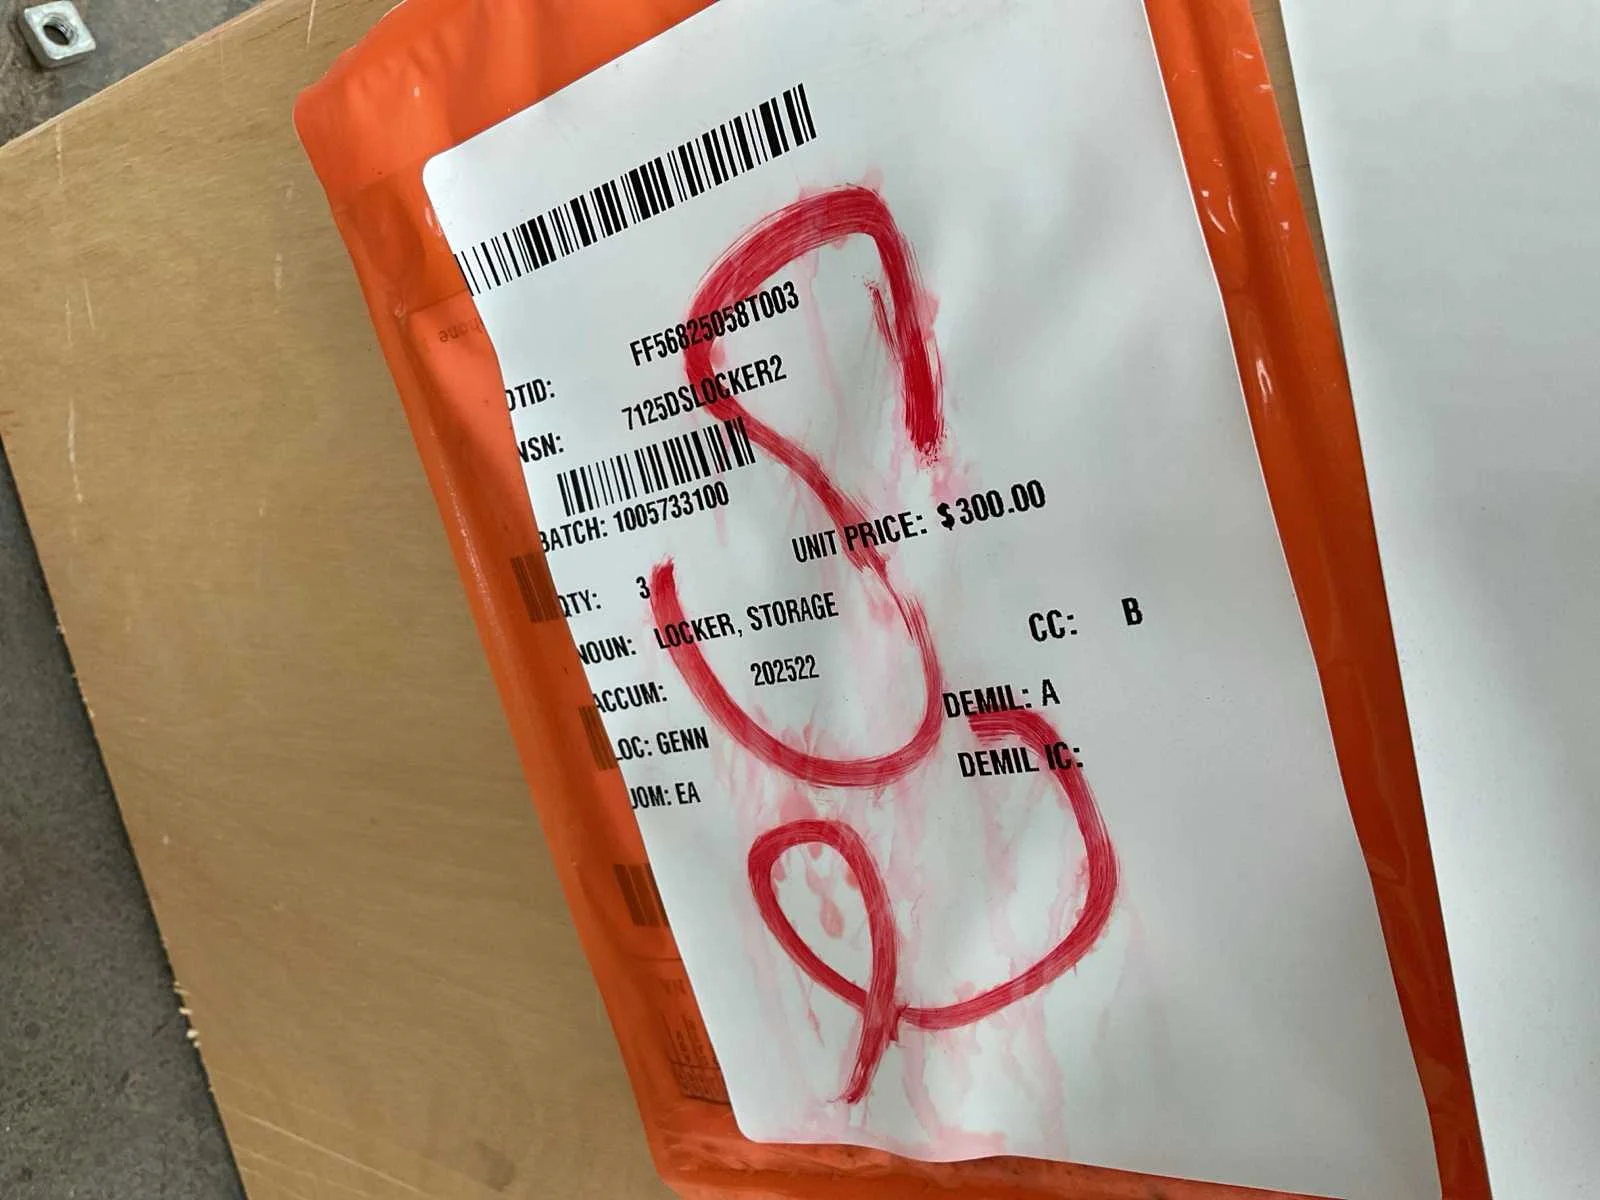 FF56825058T003
DTID:
7125DSLOCKER2
NSN:
BATCH: 1005733100
UNIT PRICE: $300.00
QTY: 3
NOUN: LOCKER, STORAGE
CC: B
ACCUM: 202522
DEMIL: A
LOC: GENN
DEMIL IC:
UOM: EA